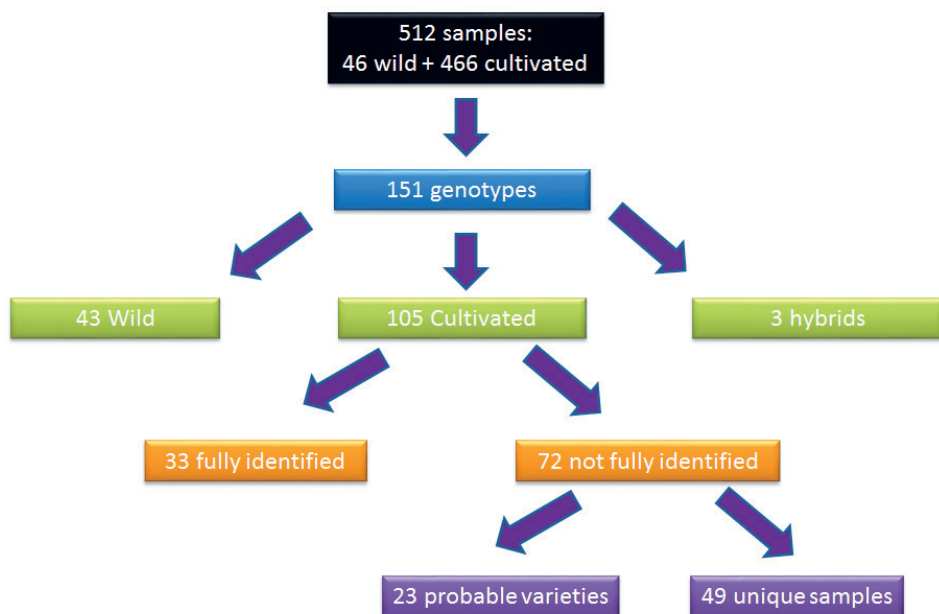 512 samples:
46 wild + 466 cultivated
151 genotypes
43 Wild
105 Cultivated
3 hybrids
33 fully identified
72 not fully identified
23 probable varieties
49 unique samples